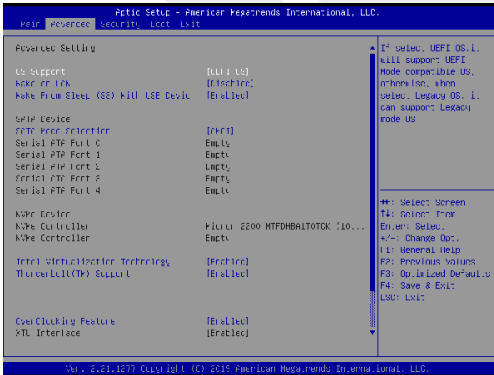 Aptio Setup - American Megatrends International, LLC.
Main Advanced Security Boot Exit
Advanced Setting
OS Support [UEFI OS]
Wake on LAN [Disabled]
Wake From Sleep (S3) With USB Devic [Enabled]
SATA Device
SATA Mode Selection [AHCI]
Serial ATA Port 0 Empty
Serial ATA Port 1 Empty
Serial ATA Port 2 Empty
Serial ATA Port 3 Empty
Serial ATA Port 4 Empty
NVMe Device
NVMe Controller Micron 2200 MTFDHBA1T0TCK (10...
NVMe Controller Empty
Intel Virtualization Technology [Enabled]
Thunderbolt(TM) Support [Enabled]
OverClocking Feature [Enabled]
XTU Interface [Enabled]
If select UEFI OS,i.
will support UEFI
Mode compatible OS,
otherwise, when
select Legacy OS, i.
can support Legacy
mode OS
→←: Select Screen
↑↓: Select Item
Enter: Select
+/-: Change Opt.
F1: General Help
F2: Previous Values
F3: Optimized Defaults
F4: Save & Exit
ESC: Exit
Ver. 2.21.1277 Copyright (C) 2019 American Megatrends International, LLC.